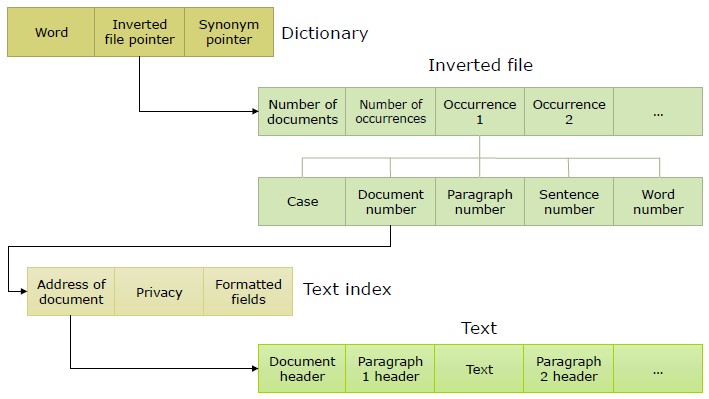 Word
Inverted
file pointer
Synonym
pointer
Dictionary
Inverted file
Number of
documents
Number of
occurrences
Occurrence
1
Occurrence
2
...
Case
Document
number
Paragraph
number
Sentence
number
Word
number
Address of
document
Privacy
Formatted
fields
Text index
Text
Document
header
Paragraph
1 header
Text
Paragraph
2 header
...